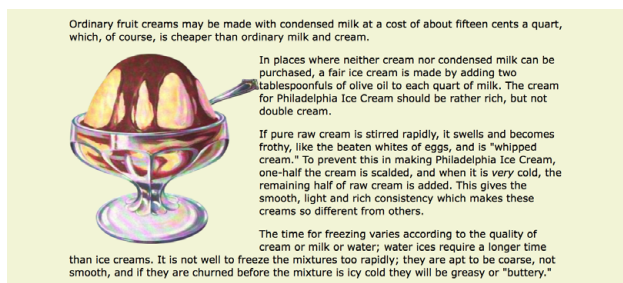 Ordinary fruit creams may be made with condensed milk at a cost of about fifteen cents a quart,
which, of course, is cheaper than ordinary milk and cream.
In places where neither cream nor condensed milk can be
purchased, a fair ice cream is made by adding two
tablespoonfuls of olive oil to each quart of milk. The cream
for Philadelphia Ice Cream should be rather rich, but not
double cream.
If pure raw cream is stirred rapidly, it swells and becomes
frothy, like the beaten whites of eggs, and is "whipped
cream." To prevent this in making Philadelphia Ice Cream,
one-half the cream is scalded, and when it is very cold, the
remaining half of raw cream is added. This gives the
smooth, light and rich consistency which makes these
creams so different from others.
The time for freezing varies according to the quality of
cream or milk or water; water ices require a longer time
than ice creams. It is not well to freeze the mixtures too rapidly; they are apt to be coarse, not
smooth, and if they are churned before the mixture is icy cold they will be greasy or "buttery."